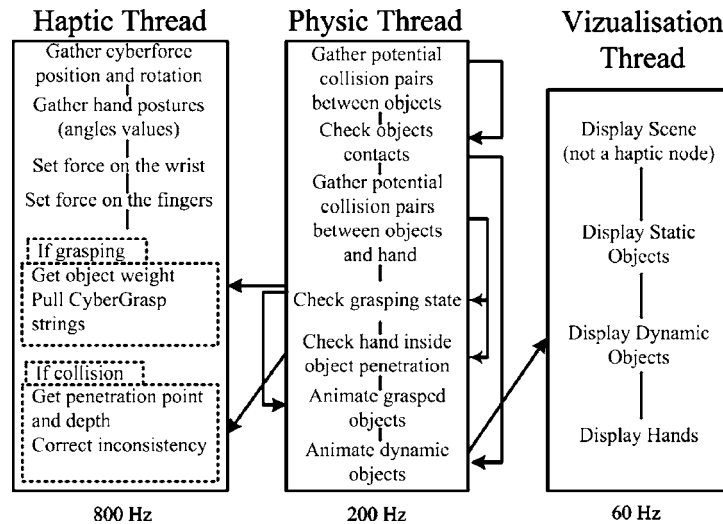 Haptic Thread
Gather cyberforce
position and rotation
Gather hand postures
(angles values)
Set force on the wrist
Set force on the fingers
If grasping
Get object weight
Pull CyberGrasp
strings
If collision
Get penetration point
and depth
Correct inconsistency
800 Hz
Physic Thread
Gather potential
collision pairs
between objects
Check objects
contacts
Gather potential
collision pairs
between objects
and hand
Check grasping state
Check hand inside
object penetration
Animate grasped
objects
Animate dynamic
objects
200 Hz
Vizualisation
Thread
Display Scene
(not a haptic node)
Display Static
Objects
Display Dynamic
Objects
Display Hands
60 Hz